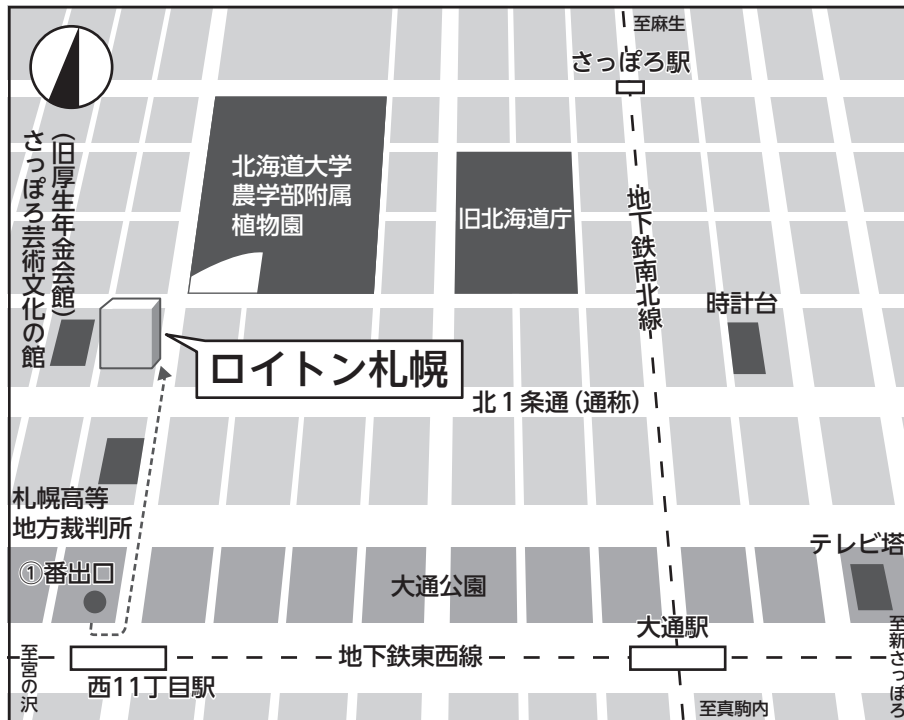 至麻生
さっぽろ駅
(旧厚生年金会館)
さっぽろ芸術文化の館
北海道大学
農学部附属
植物園
旧北海道庁
地下鉄南北線
時計台
ロイトン札幌
北1条通(通称)
札幌高等
地方裁判所
テレビ塔
①番出口
大通公園
大通駅
至宮の沢
地下鉄東西線
至新さっぽろ
西11丁目駅
至真駒内